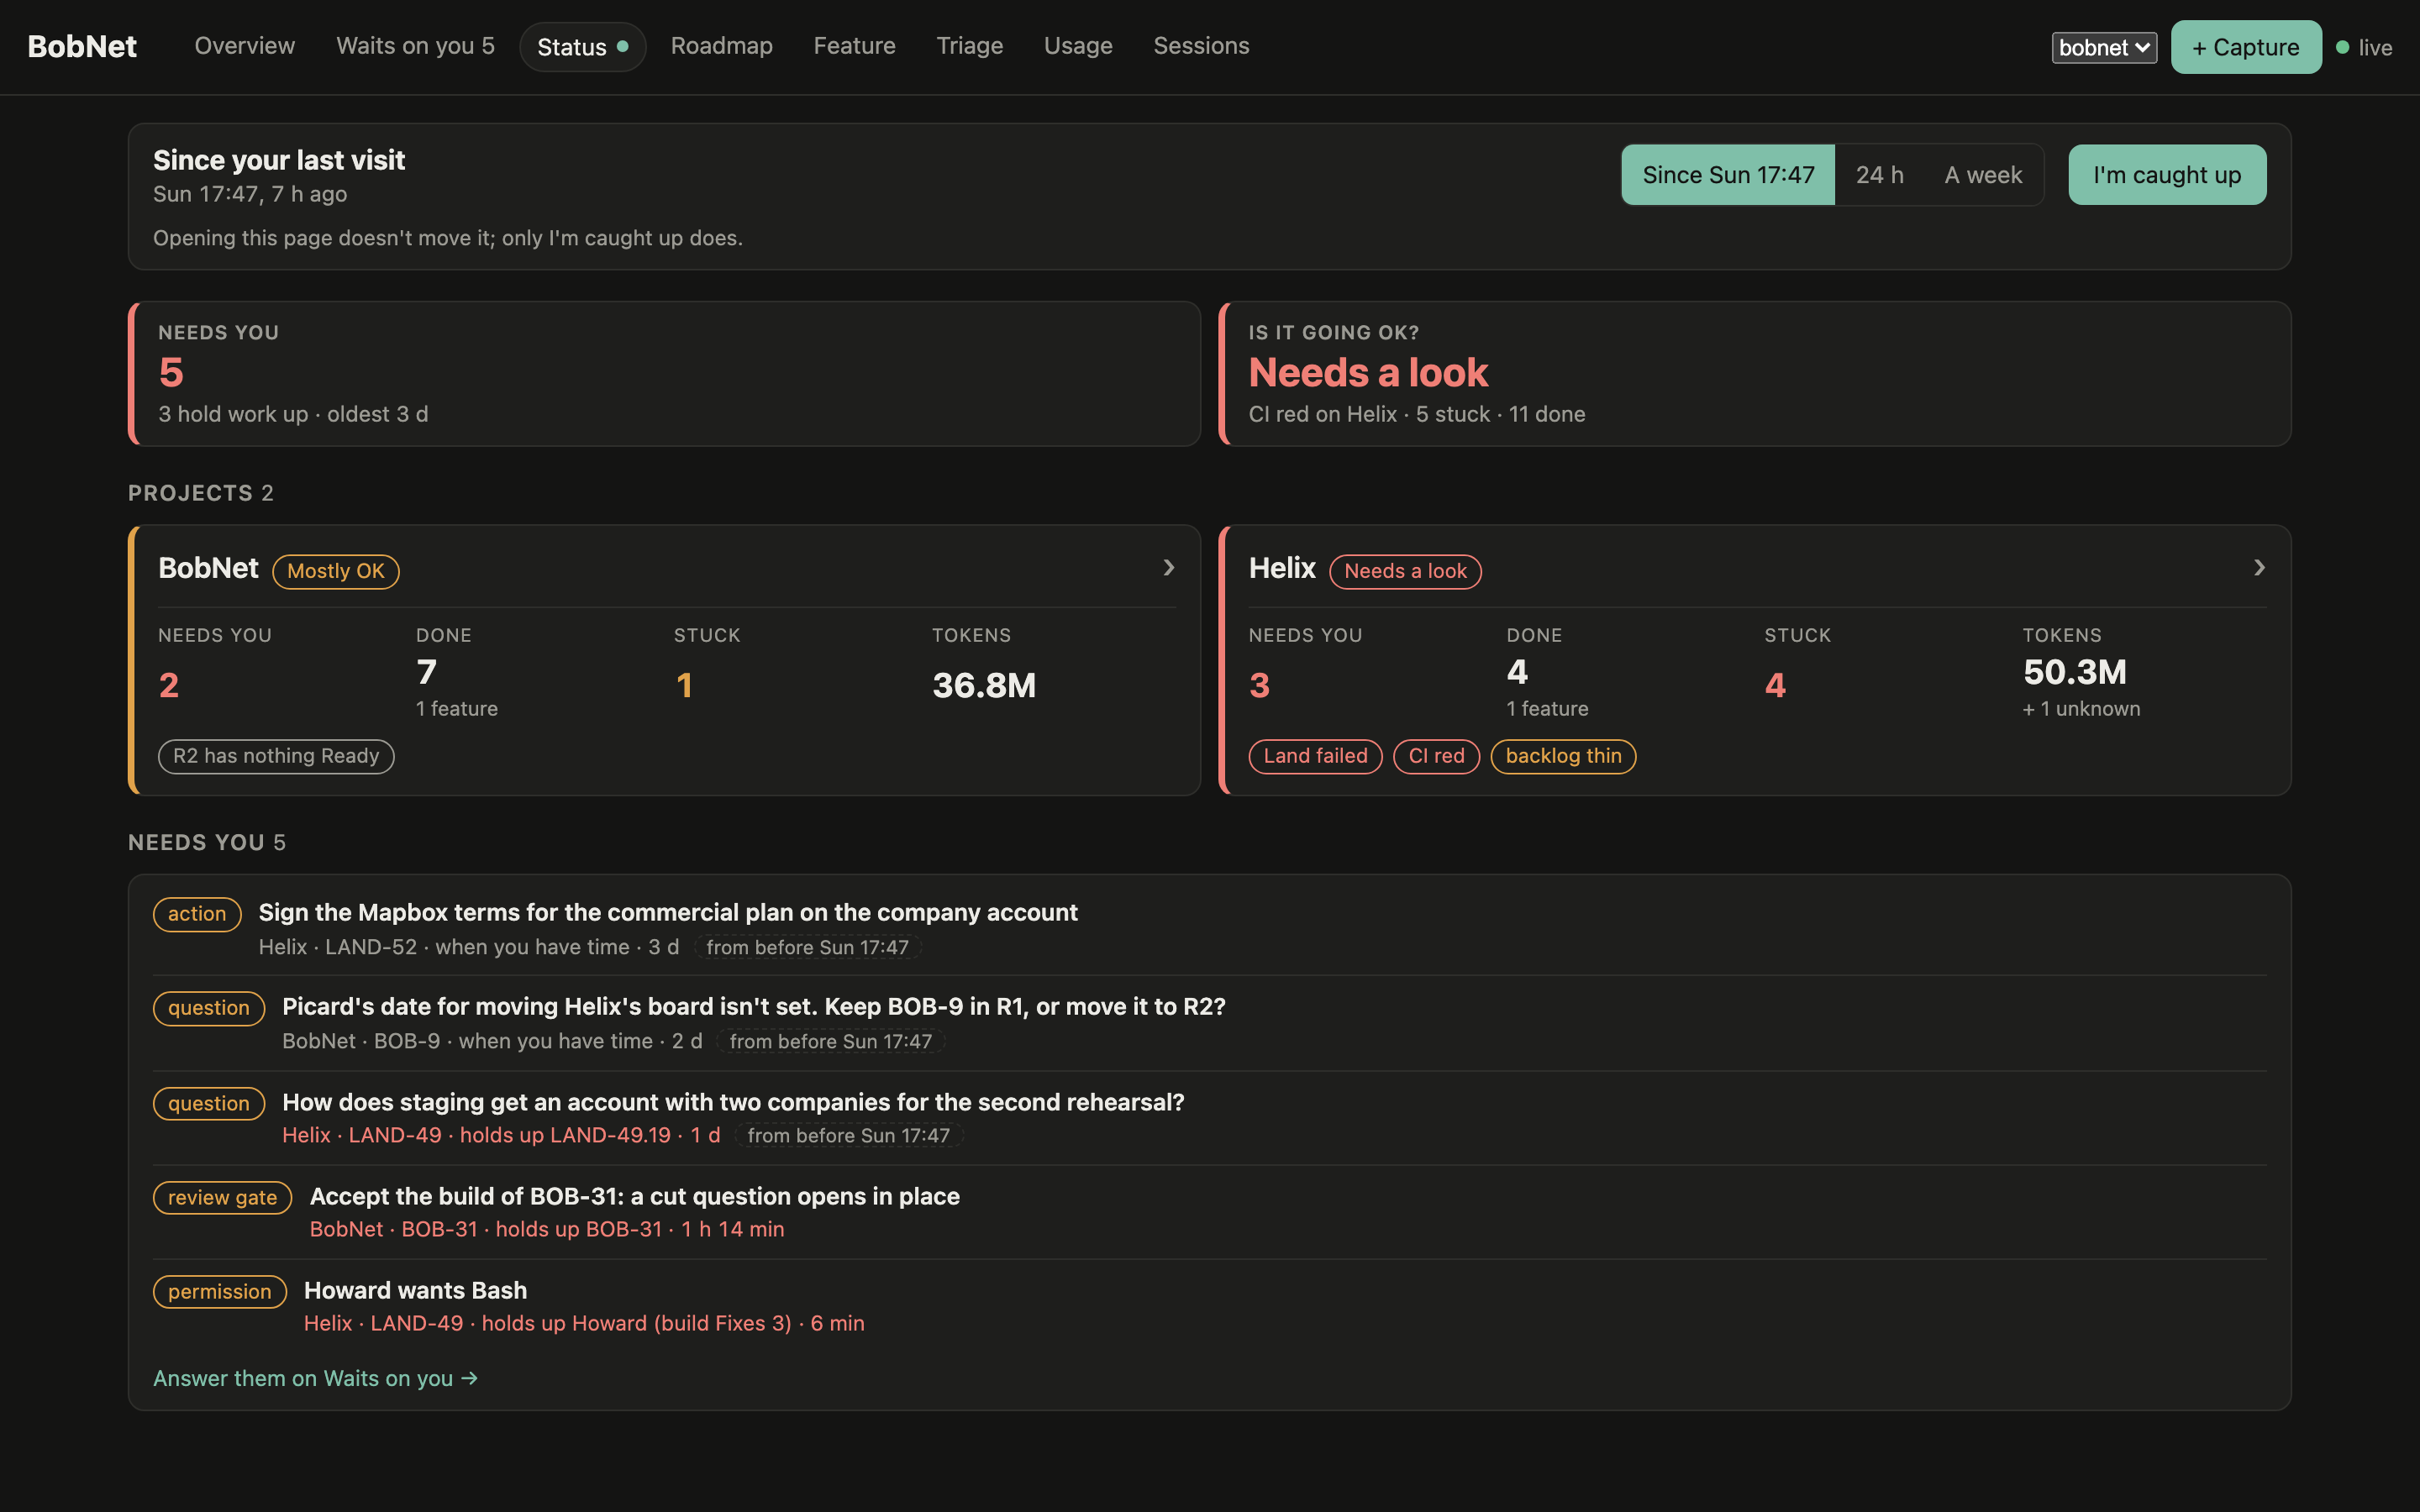 BobNet Overview Waits on you 5 Status Roadmap Feature Triage Usage Sessions bobnet + Capture live
Since your last visit
Sun 17:47, 7 h ago
Opening this page doesn't move it; only I'm caught up does.
Since Sun 17:47 24 h A week I'm caught up
NEEDS YOU
5
3 hold work up · oldest 3 d
IS IT GOING OK?
Needs a look
CI red on Helix · 5 stuck · 11 done
PROJECTS 2
BobNet Mostly OK ›
NEEDS YOU DONE STUCK TOKENS
2 7 1 36.8M
1 feature
R2 has nothing Ready
Helix Needs a look ›
NEEDS YOU DONE STUCK TOKENS
3 4 4 50.3M
1 feature + 1 unknown
Land failed CI red backlog thin
NEEDS YOU 5
action Sign the Mapbox terms for the commercial plan on the company account
Helix · LAND-52 · when you have time · 3 d from before Sun 17:47
question Picard's date for moving Helix's board isn't set. Keep BOB-9 in R1, or move it to R2?
BobNet · BOB-9 · when you have time · 2 d from before Sun 17:47
question How does staging get an account with two companies for the second rehearsal?
Helix · LAND-49 · holds up LAND-49.19 · 1 d from before Sun 17:47
review gate Accept the build of BOB-31: a cut question opens in place
BobNet · BOB-31 · holds up BOB-31 · 1 h 14 min
permission Howard wants Bash
Helix · LAND-49 · holds up Howard (build Fixes 3) · 6 min
Answer them on Waits on you →